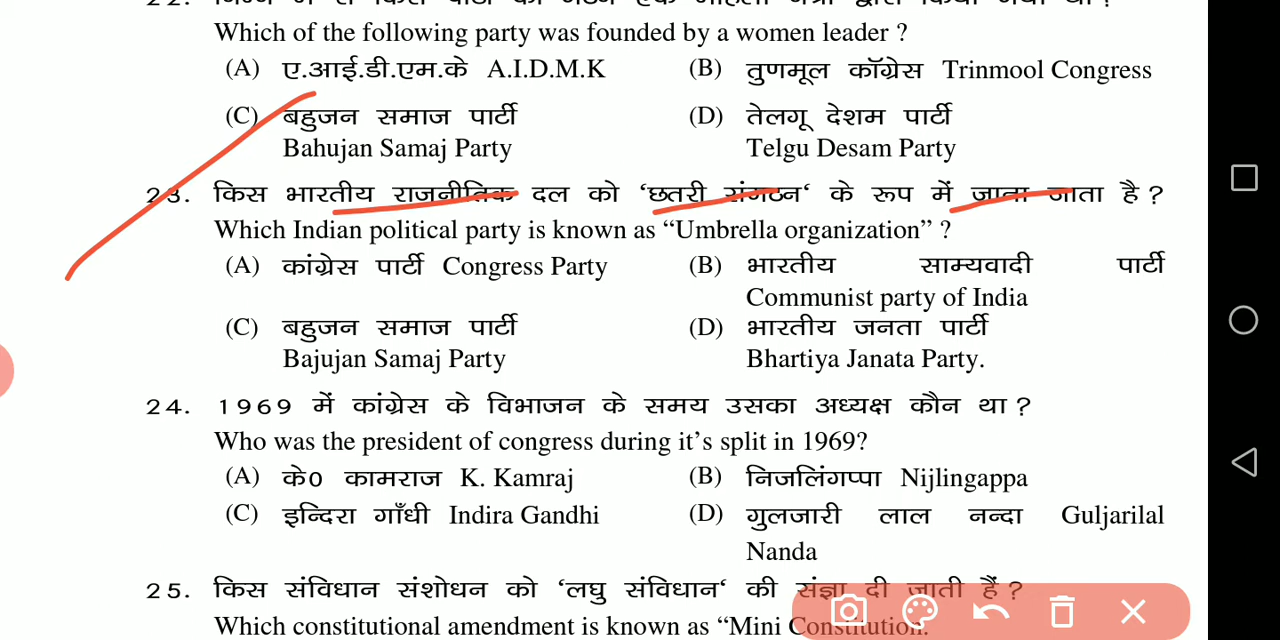 Which of the following party was founded by a women leader ?
(A) ए.आई.डी.एम.के A.I.D.M.K (B) तुणमूल कॉग्रेस Trinmool Congress
(C) बहुजन समाज पार्टी (D) तेलगू देशम पार्टी
Bahujan Samaj Party Telgu Desam Party
23. किस भारतीय राजनीतिक दल को ‘छतरी संगठन‘ के रूप में जाना जाता है ?
Which Indian political party is known as “Umbrella organization” ?
(A) कांग्रेस पार्टी Congress Party (B) भारतीय साम्यवादी पार्टी
Communist party of India
(C) बहुजन समाज पार्टी (D) भारतीय जनता पार्टी
Bajujan Samaj Party Bhartiya Janata Party.
24. 1969 में कांग्रेस के विभाजन के समय उसका अध्यक्ष कौन था ?
Who was the president of congress during it’s split in 1969?
(A) के0 कामराज K. Kamraj (B) निजलिंगप्पा Nijlingappa
(C) इन्दिरा गाँधी Indira Gandhi (D) गुलजारी लाल नन्दा Guljarilal
Nanda
25. किस संविधान संशोधन को ‘लघु संविधान‘ की संज्ञा दी जाती हैं ?
Which constitutional amendment is known as “Mini Constitution.